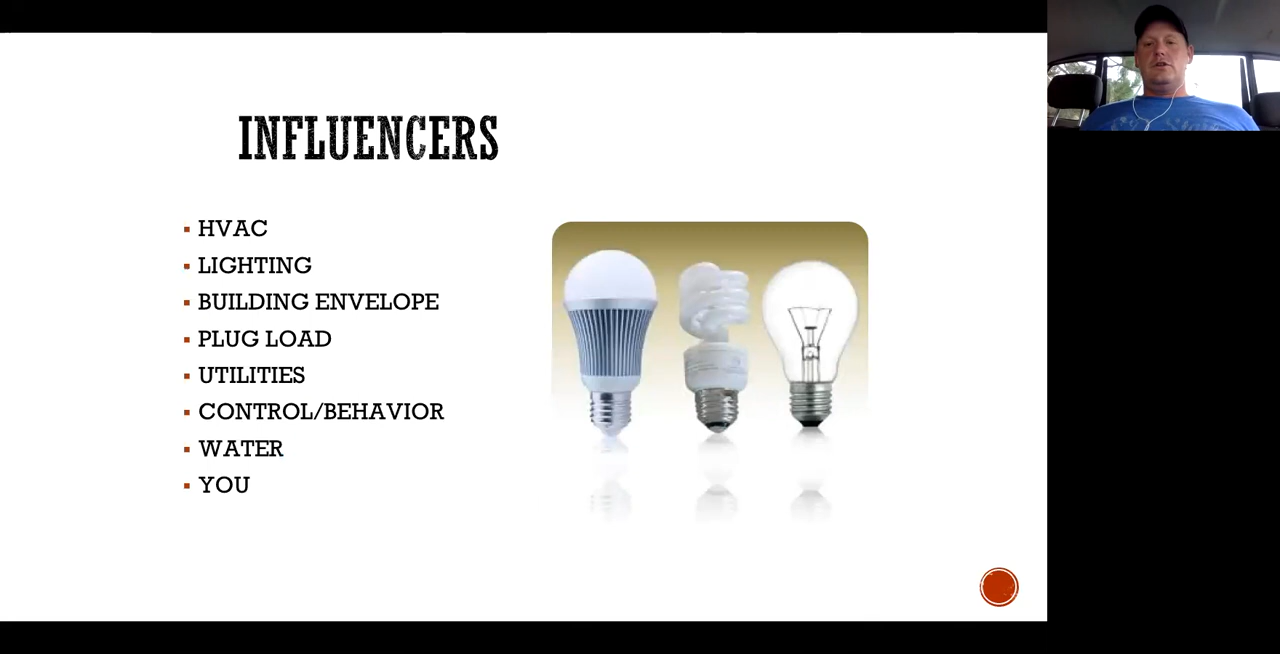 INFLUENCERS
HVAC
LIGHTING
BUILDING ENVELOPE
PLUG LOAD
UTILITIES
CONTROL/BEHAVIOR
WATER
YOU